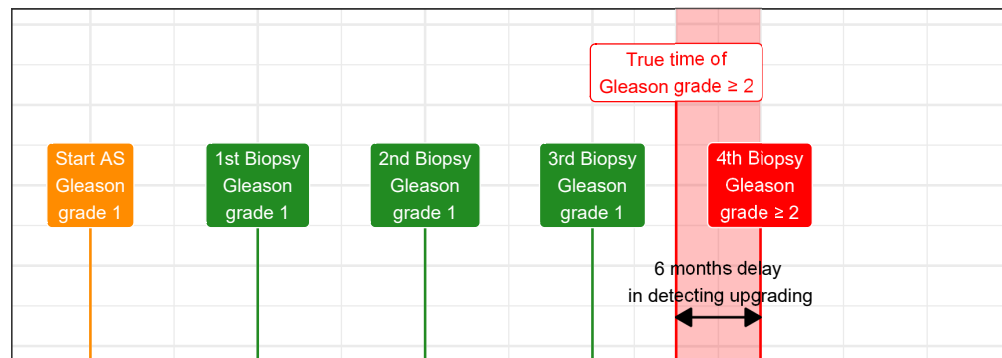 True time of
Gleason grade ≥ 2
Start AS
Gleason
grade 1
1st Biopsy
Gleason
grade 1
2nd Biopsy
Gleason
grade 1
3rd Biopsy
Gleason
grade 1
4th Biopsy
Gleason
grade ≥ 2
6 months delay
in detecting upgrading